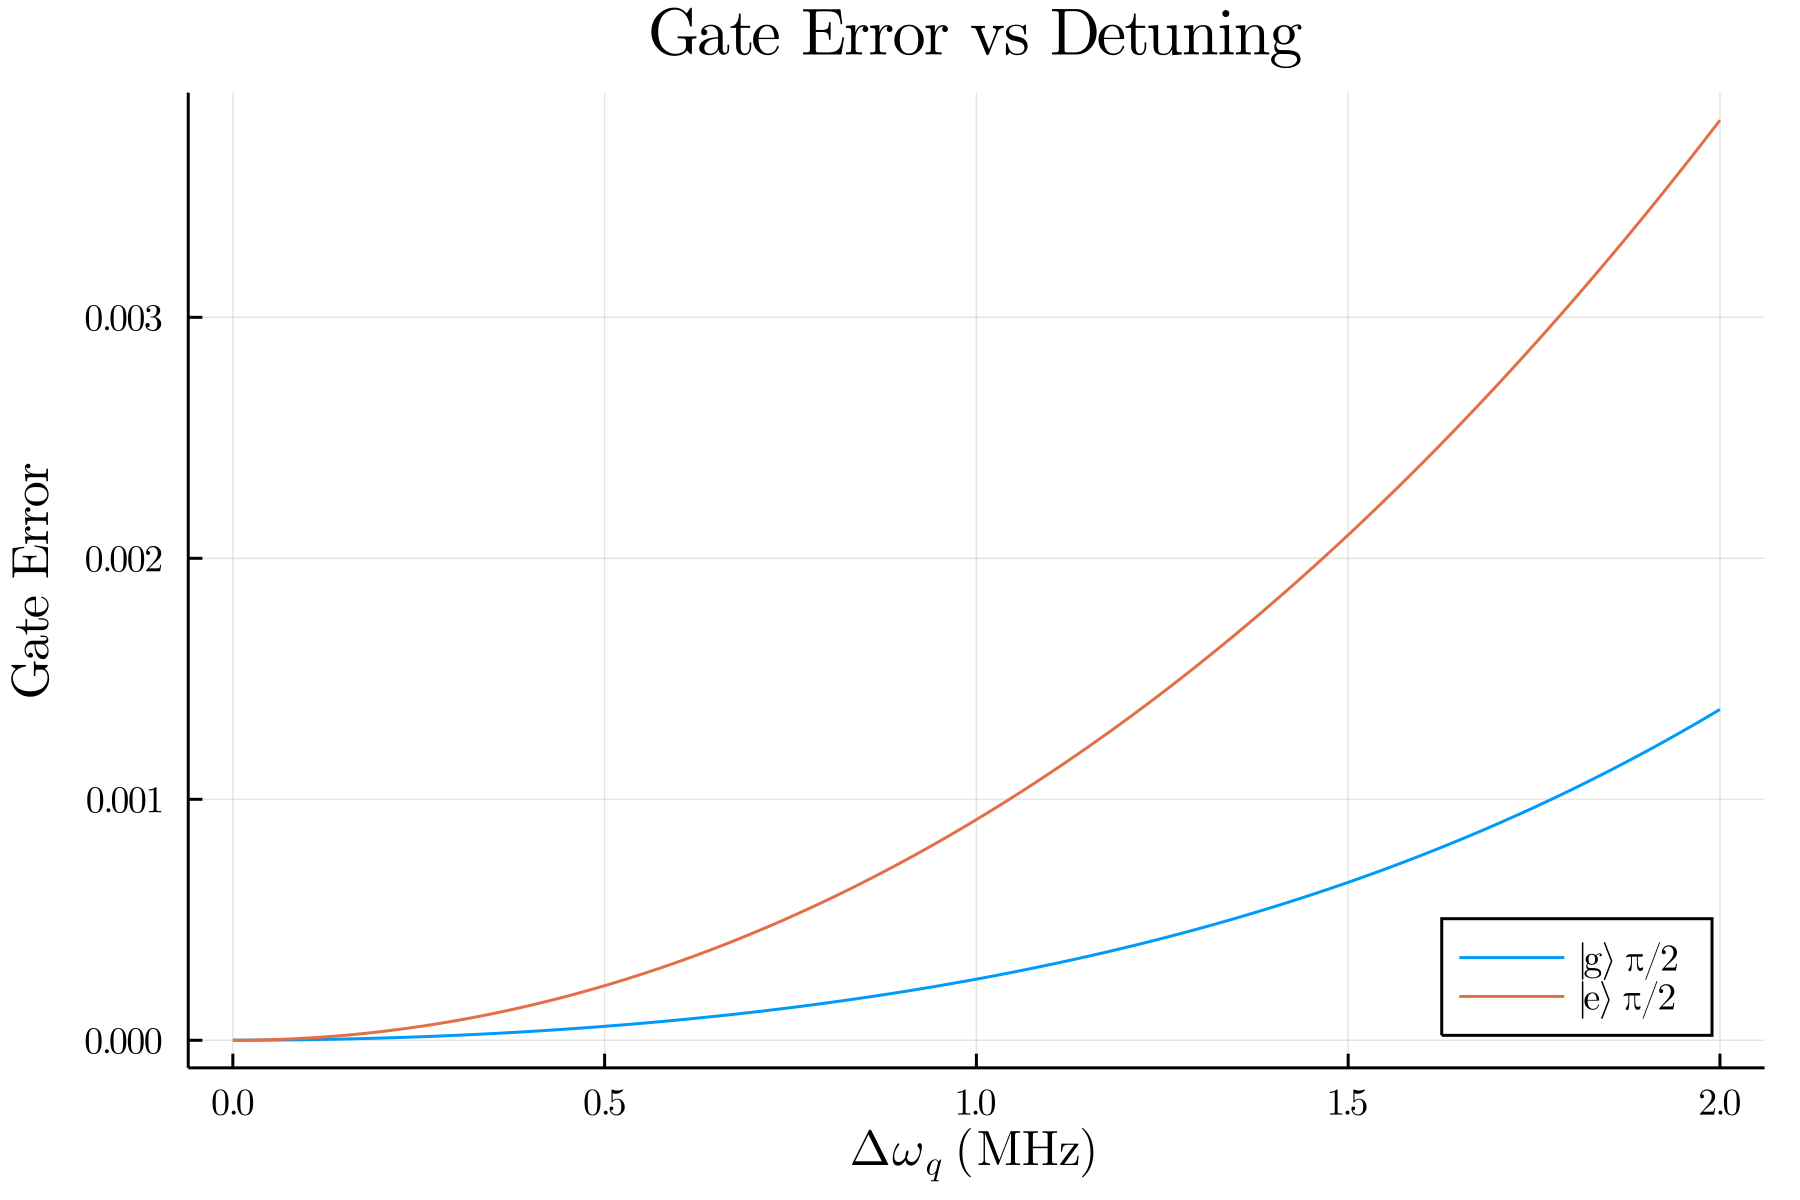 Gate Error vs Detuning
Gate Error
0.003
0.002
0.001
0.000
|g⟩ π/2
|e⟩ π/2
0.0 0.5 1.0 1.5 2.0
Δω_q (MHz)